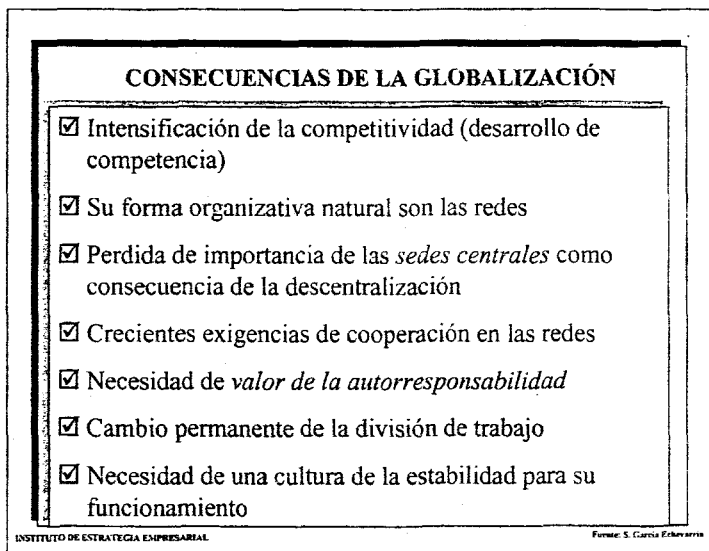 CONSECUENCIAS DE LA GLOBALIZACIÓN
☑ Intensificación de la competitividad (desarrollo de
competencia)
☑ Su forma organizativa natural son las redes
☑ Perdida de importancia de las sedes centrales como
consecuencia de la descentralización
☑ Crecientes exigencias de cooperación en las redes
☑ Necesidad de valor de la autorresponsabilidad
☑ Cambio permanente de la división de trabajo
☑ Necesidad de una cultura de la estabilidad para su
funcionamiento
INSTITUTO DE ESTRATEGIA EMPRESARIAL
Fuente: S. García Echevarría